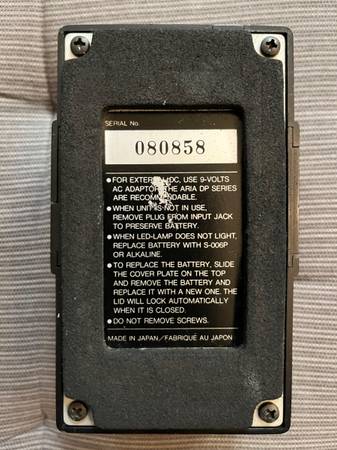 SERIAL No.
080858
● FOR EXTERNAL DC, USE 9-VOLTS
AC ADAPTOR. THE ARIA DP SERIES
ARE RECOMMENDABLE.
● WHEN UNIT IS NOT IN USE,
REMOVE PLUG FROM INPUT JACK
TO PRESERVE BATTERY.
● WHEN LED-LAMP DOES NOT LIGHT,
REPLACE BATTERY WITH S-006P
OR ALKALINE.
● TO REPLACE THE BATTERY, SLIDE
THE COVER PLATE ON THE TOP
AND REMOVE THE BATTERY AND
REPLACE IT WITH A NEW ONE. THE
LID WILL LOCK AUTOMATICALLY
WHEN IT IS CLOSED.
● DO NOT REMOVE SCREWS.
MADE IN JAPAN/FABRIQUÉ AU JAPON